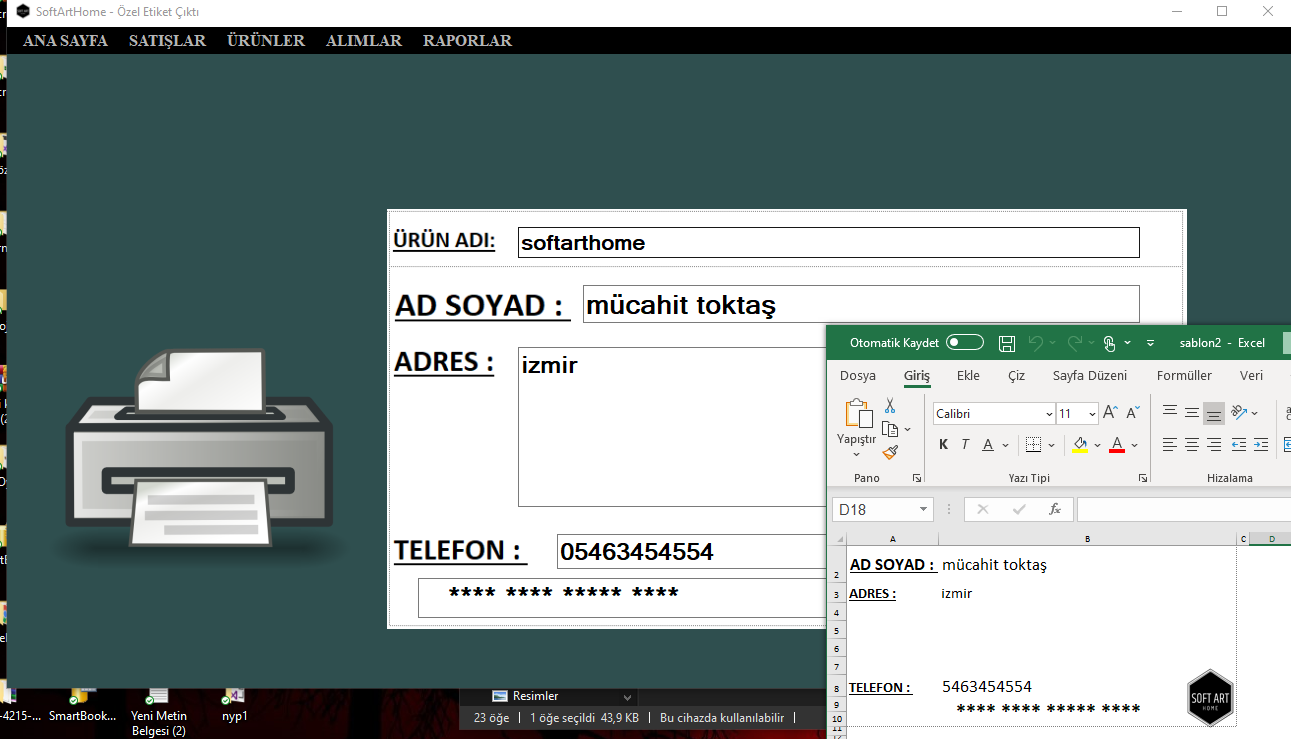 SoftArtHome - Özel Etiket Çıktı
ANA SAYFA SATIŞLAR ÜRÜNLER ALIMLAR RAPORLAR
ÜRÜN ADI: softarthome
AD SOYAD : mücahit toktaş
ADRES : izmir
TELEFON : 05463454554
**** **** ***** ****
Otomatik Kaydet sablon2 - Excel
Dosya Giriş Ekle Çiz Sayfa Düzeni Formüller Veri
Calibri 11
Yapıştır
K T A
Pano Yazı Tipi Hizalama
D18 fx
A B C D
2 AD SOYAD : mücahit toktaş
3 ADRES : izmir
4
5
6
7
8 TELEFON : 5463454554
9
10 **** **** ***** ****
11
SOFT ART
HOME
-4215-... SmartBook... Yeni Metin Belgesi (2) nyp1
Resimler
23 öğe 1 öğe seçildi 43,9 KB Bu cihazda kullanılabilir